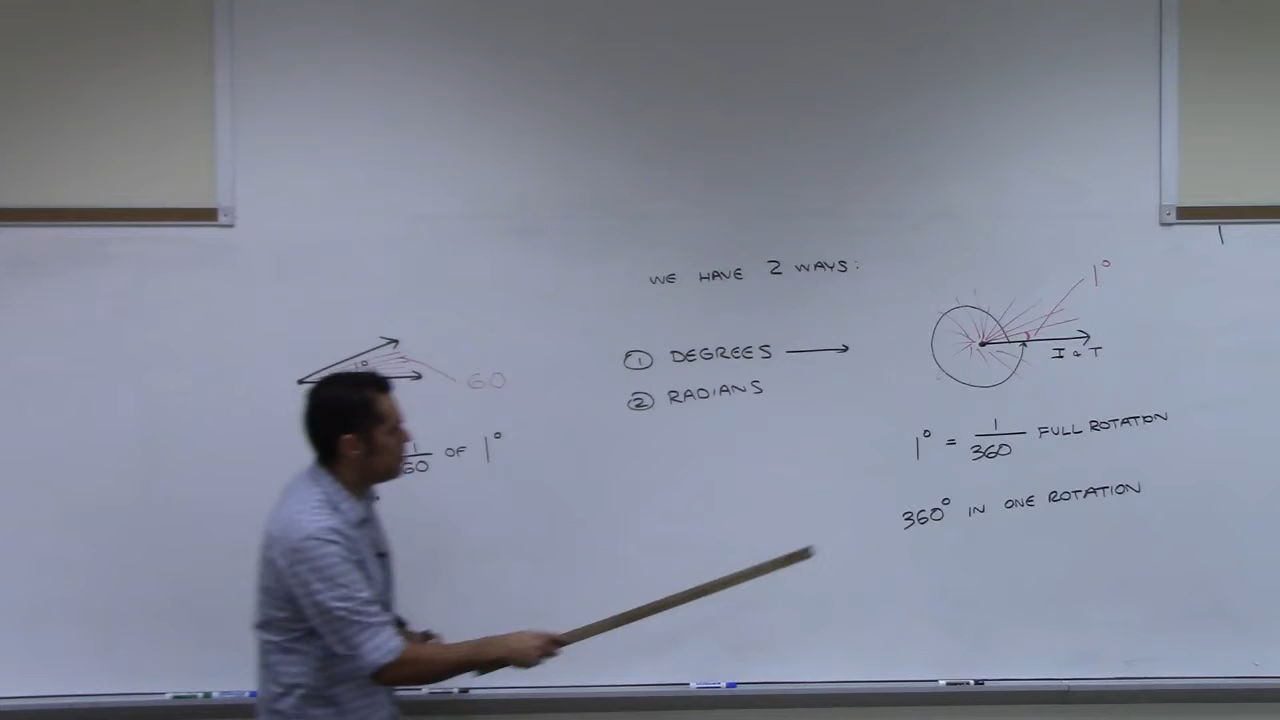 1°
60
1/60 OF 1°
WE HAVE 2 WAYS:
① DEGREES →
② RADIANS
1°
I & T
1° = 1/360 FULL ROTATION
360° IN ONE ROTATION